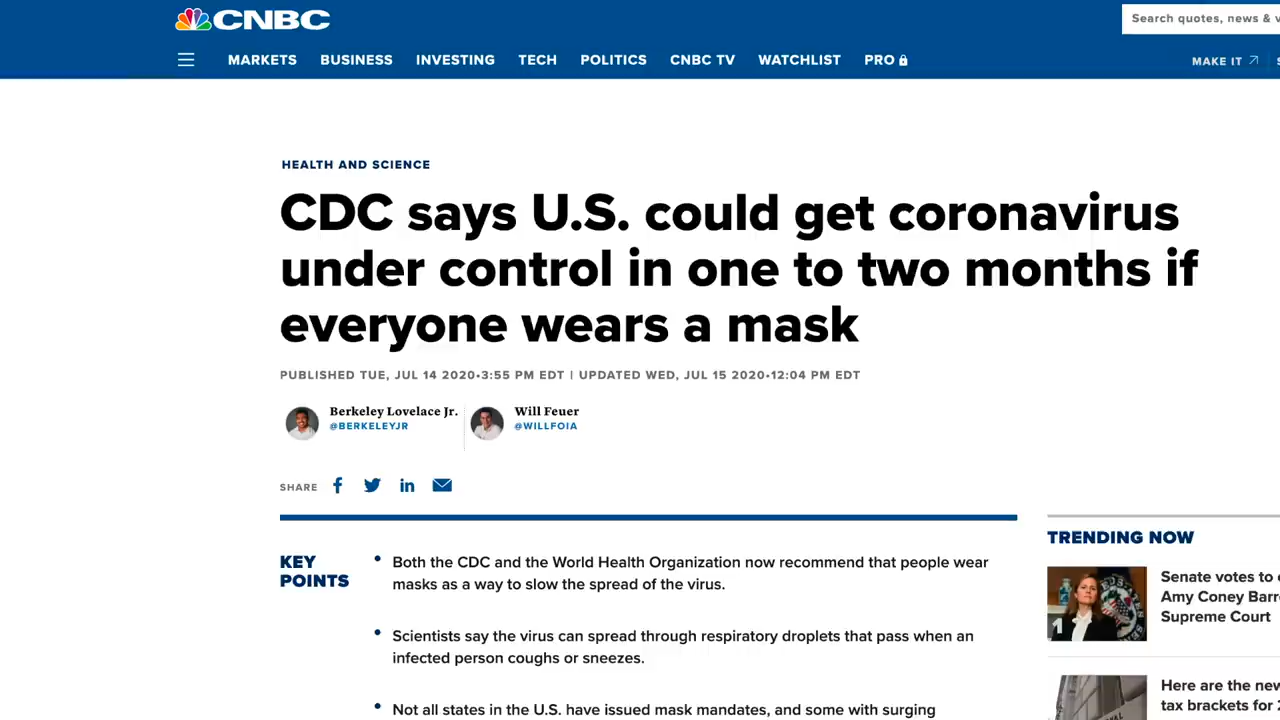 CNBC
Search quotes, news & v
MARKETS BUSINESS INVESTING TECH POLITICS CNBC TV WATCHLIST PRO
MAKE IT
HEALTH AND SCIENCE
CDC says U.S. could get coronavirus
under control in one to two months if
everyone wears a mask
PUBLISHED TUE, JUL 14 2020•3:55 PM EDT | UPDATED WED, JUL 15 2020•12:04 PM EDT
Berkeley Lovelace Jr.
@BERKELEYJR
Will Feuer
@WILLFOIA
SHARE
KEY
POINTS
• Both the CDC and the World Health Organization now recommend that people wear
masks as a way to slow the spread of the virus.
• Scientists say the virus can spread through respiratory droplets that pass when an
infected person coughs or sneezes.
• Not all states in the U.S. have issued mask mandates, and some with surging
TRENDING NOW
1
Senate votes to
Amy Coney Barr
Supreme Court
Here are the new
tax brackets for